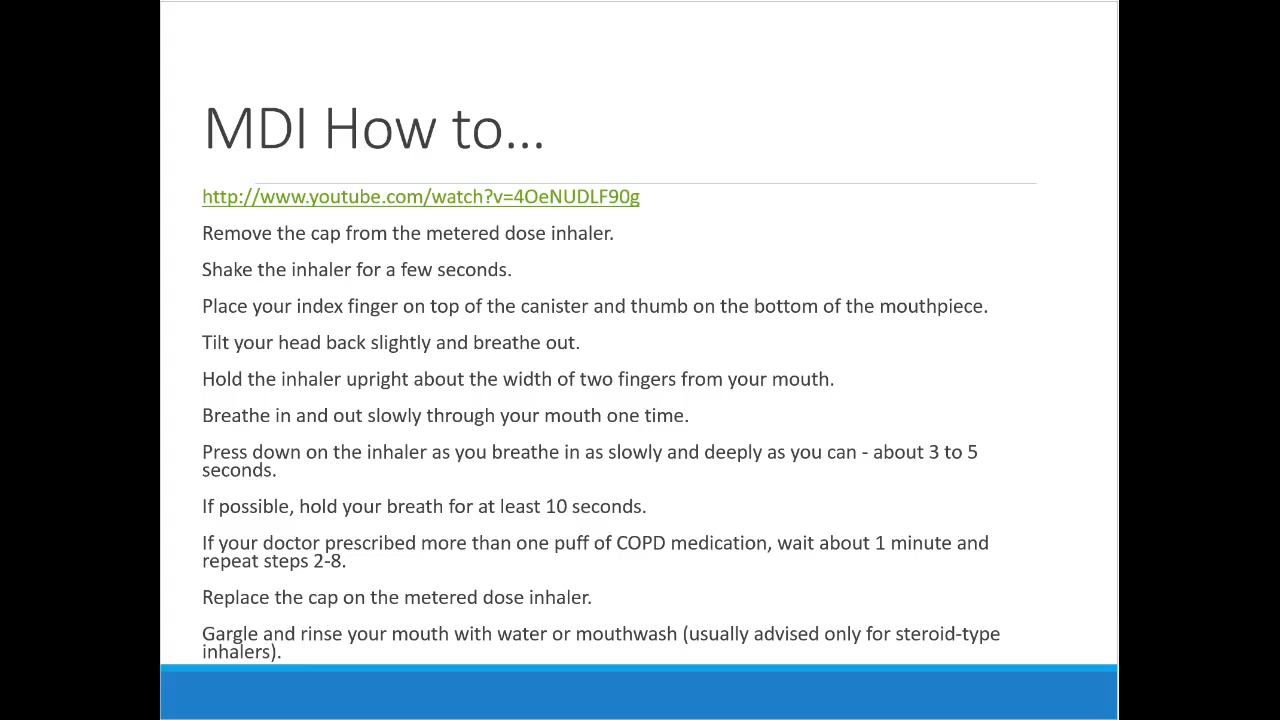 MDI How to...
http://www.youtube.com/watch?v=4OeNUDLF90g
Remove the cap from the metered dose inhaler.
Shake the inhaler for a few seconds.
Place your index finger on top of the canister and thumb on the bottom of the mouthpiece.
Tilt your head back slightly and breathe out.
Hold the inhaler upright about the width of two fingers from your mouth.
Breathe in and out slowly through your mouth one time.
Press down on the inhaler as you breathe in as slowly and deeply as you can - about 3 to 5
seconds.
If possible, hold your breath for at least 10 seconds.
If your doctor prescribed more than one puff of COPD medication, wait about 1 minute and
repeat steps 2-8.
Replace the cap on the metered dose inhaler.
Gargle and rinse your mouth with water or mouthwash (usually advised only for steroid-type
inhalers).